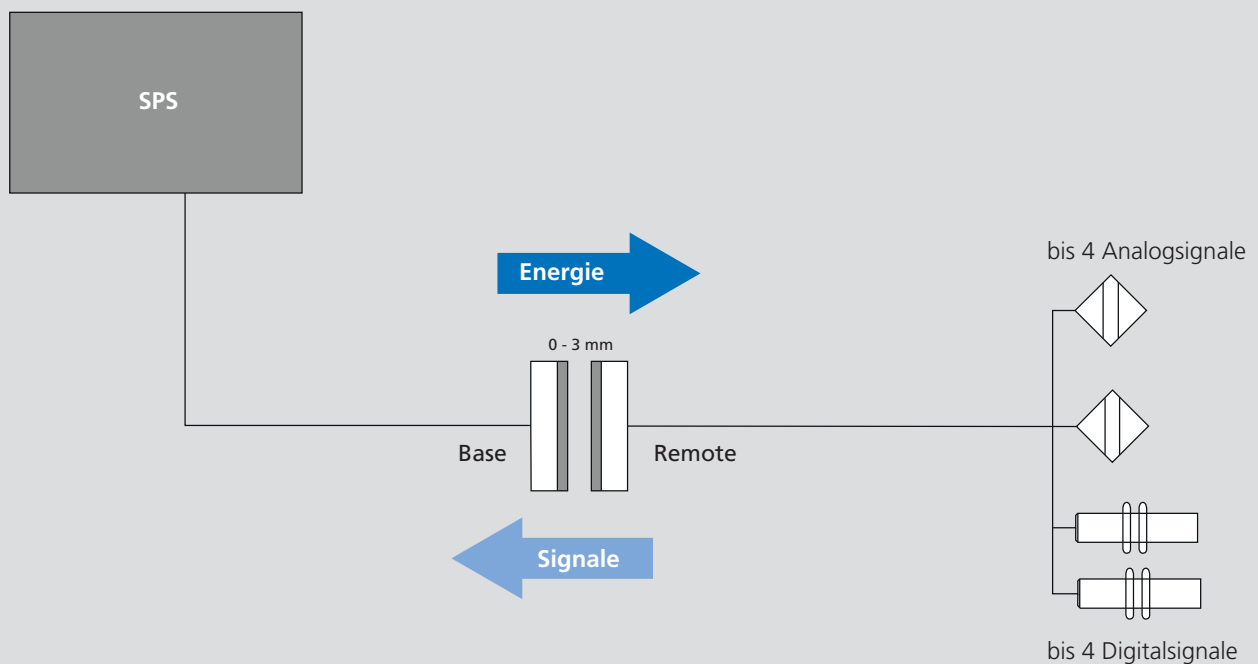 SPS
bis 4 Analogsignale
Energie
0 - 3 mm
Base
Remote
Signale
bis 4 Digitalsignale